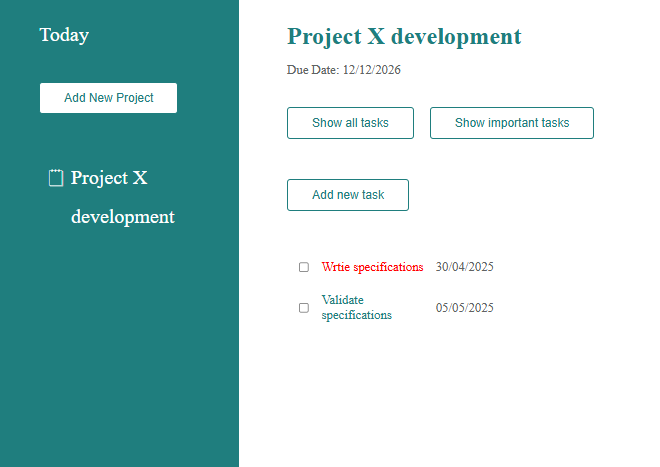 Today
Add New Project
Project X
development
Project X development
Due Date: 12/12/2026
Show all tasks
Show important tasks
Add new task
Wrtie specifications 30/04/2025
Validate
specifications 05/05/2025